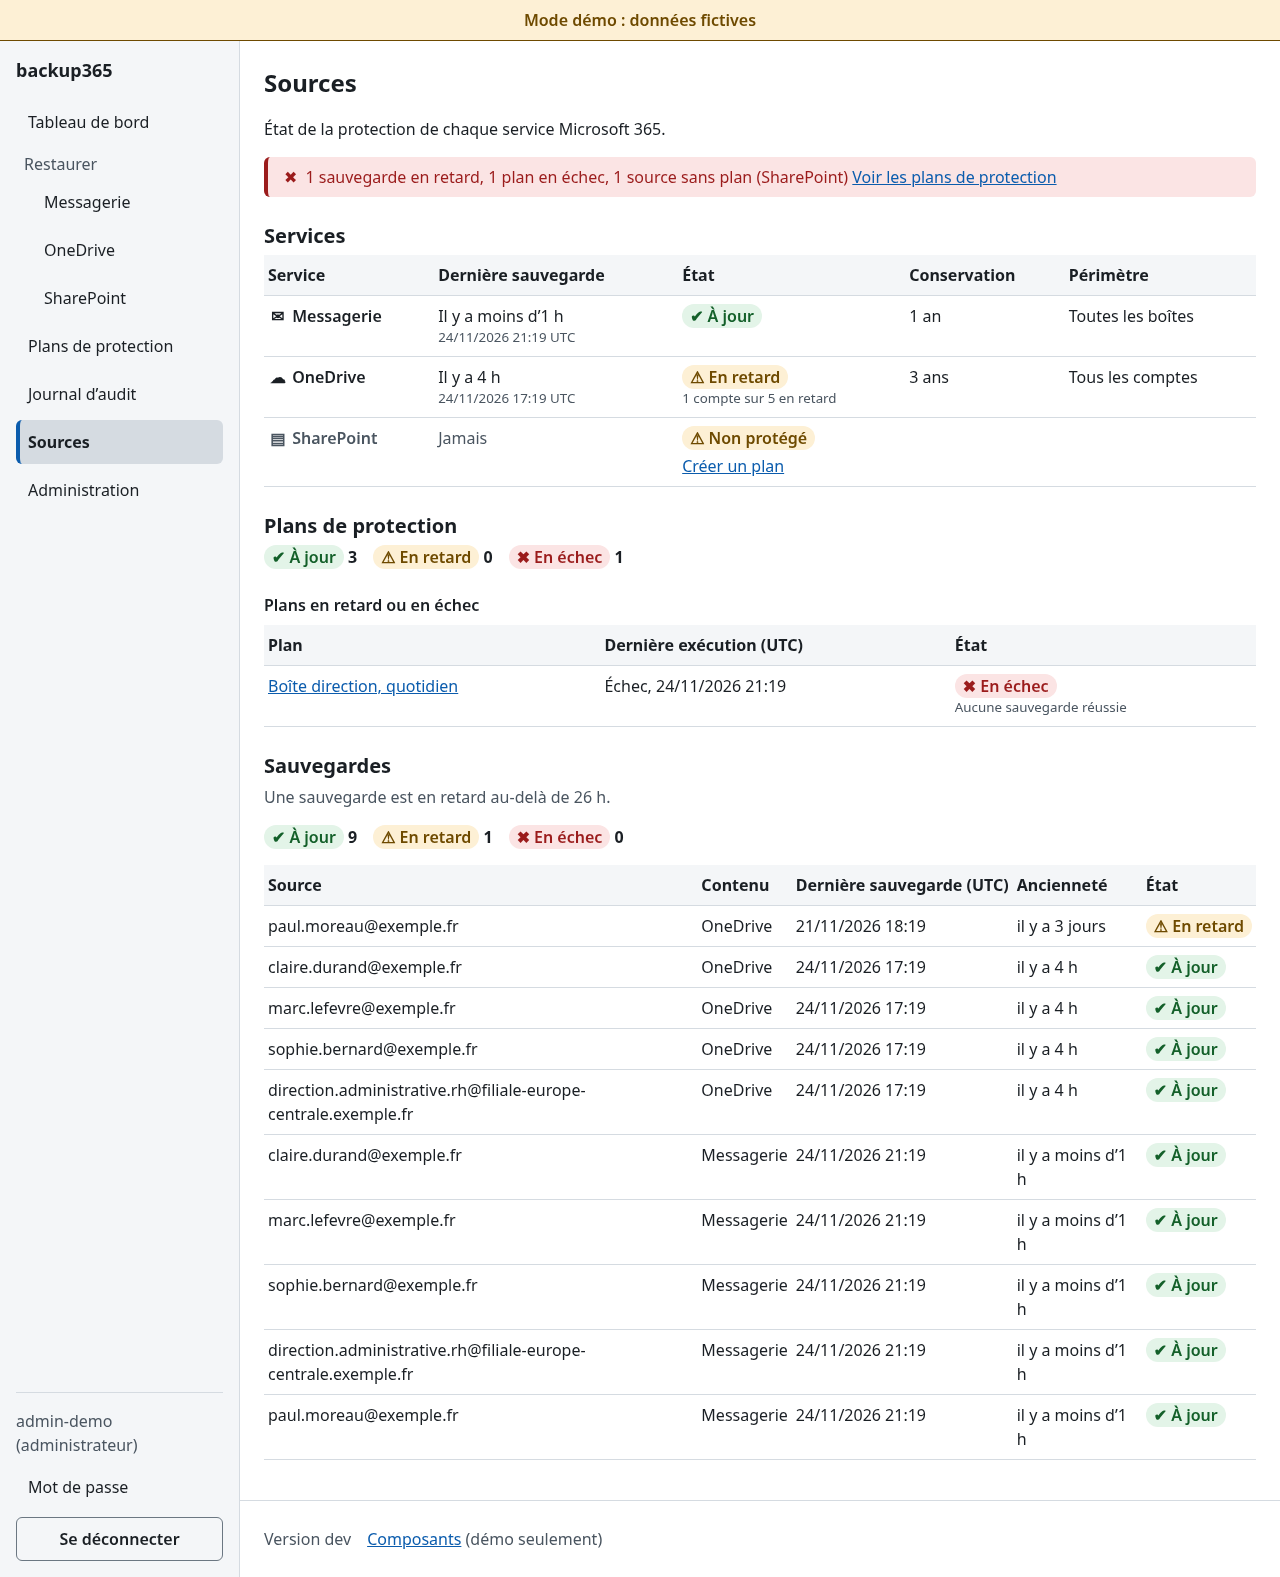 Mode démo : données fictives
backup365
Tableau de bord
Restaurer
Messagerie
OneDrive
SharePoint
Plans de protection
Journal d’audit
Sources
Administration
admin-demo
(administrateur)
Mot de passe
Se déconnecter
Sources
État de la protection de chaque service Microsoft 365.
✖ 1 sauvegarde en retard, 1 plan en échec, 1 source sans plan (SharePoint) Voir les plans de protection
Services
Service Dernière sauvegarde État Conservation Périmètre
✉ Messagerie Il y a moins d’1 h ✔ À jour 1 an Toutes les boîtes
24/11/2026 21:19 UTC
☁ OneDrive Il y a 4 h ⚠ En retard 3 ans Tous les comptes
24/11/2026 17:19 UTC 1 compte sur 5 en retard
▤ SharePoint Jamais ⚠ Non protégé
Créer un plan
Plans de protection
✔ À jour 3 ⚠ En retard 0 ✖ En échec 1
Plans en retard ou en échec
Plan Dernière exécution (UTC) État
Boîte direction, quotidien Échec, 24/11/2026 21:19 ✖ En échec
Aucune sauvegarde réussie
Sauvegardes
Une sauvegarde est en retard au-delà de 26 h.
✔ À jour 9 ⚠ En retard 1 ✖ En échec 0
Source Contenu Dernière sauvegarde (UTC) Ancienneté État
paul.moreau@exemple.fr OneDrive 21/11/2026 18:19 il y a 3 jours ⚠ En retard
claire.durand@exemple.fr OneDrive 24/11/2026 17:19 il y a 4 h ✔ À jour
marc.lefevre@exemple.fr OneDrive 24/11/2026 17:19 il y a 4 h ✔ À jour
sophie.bernard@exemple.fr OneDrive 24/11/2026 17:19 il y a 4 h ✔ À jour
direction.administrative.rh@filiale-europe- OneDrive 24/11/2026 17:19 il y a 4 h ✔ À jour
centrale.exemple.fr
claire.durand@exemple.fr Messagerie 24/11/2026 21:19 il y a moins d’1 ✔ À jour
h
marc.lefevre@exemple.fr Messagerie 24/11/2026 21:19 il y a moins d’1 ✔ À jour
h
sophie.bernard@exemple.fr Messagerie 24/11/2026 21:19 il y a moins d’1 ✔ À jour
h
direction.administrative.rh@filiale-europe- Messagerie 24/11/2026 21:19 il y a moins d’1 ✔ À jour
centrale.exemple.fr h
paul.moreau@exemple.fr Messagerie 24/11/2026 21:19 il y a moins d’1 ✔ À jour
h
Version dev Composants (démo seulement)